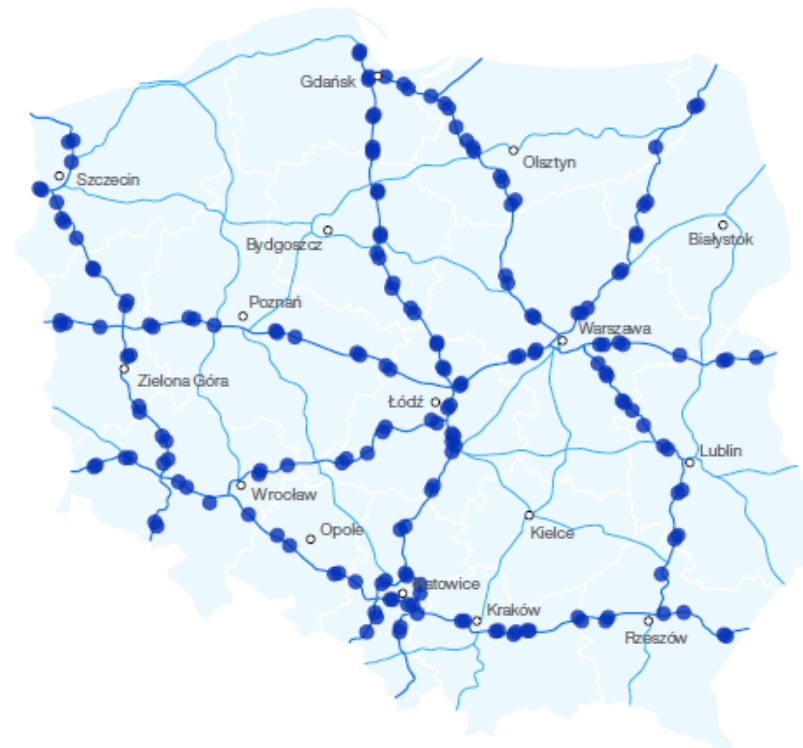 Gdańsk
Olsztyn
Szczecin
Białystok
Bydgoszcz
Poznań
Warszawa
Zielona Góra
Łódź
Lublin
Wrocław
Opole
Kielce
Katowice
Kraków
Rzeszów